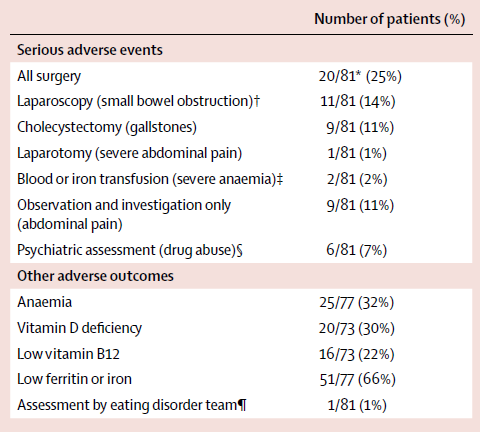 Number of patients (%)
Serious adverse events
All surgery 20/81* (25%)
Laparoscopy (small bowel obstruction)† 11/81 (14%)
Cholecystectomy (gallstones) 9/81 (11%)
Laparotomy (severe abdominal pain) 1/81 (1%)
Blood or iron transfusion (severe anaemia)‡ 2/81 (2%)
Observation and investigation only 9/81 (11%)
(abdominal pain)
Psychiatric assessment (drug abuse)§ 6/81 (7%)
Other adverse outcomes
Anaemia 25/77 (32%)
Vitamin D deficiency 20/73 (30%)
Low vitamin B12 16/73 (22%)
Low ferritin or iron 51/77 (66%)
Assessment by eating disorder team¶ 1/81 (1%)